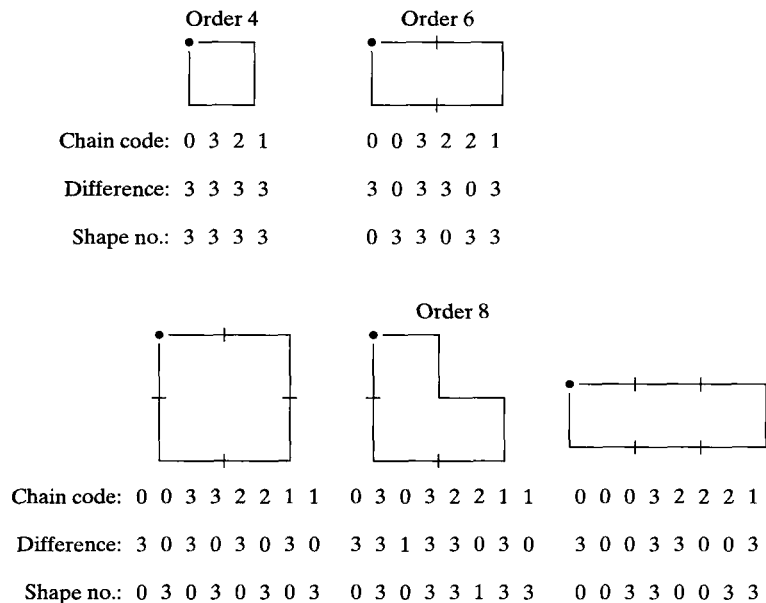 Order 4 Order 6
Chain code: 0 3 2 1 0 0 3 2 2 1
Difference: 3 3 3 3 3 0 3 3 0 3
Shape no.: 3 3 3 3 0 3 3 0 3 3
Order 8
Chain code: 0 0 3 3 2 2 1 1 0 3 0 3 2 2 1 1 0 0 0 3 2 2 2 1
Difference: 3 0 3 0 3 0 3 0 3 3 1 3 3 0 3 0 3 0 0 3 3 0 0 3
Shape no.: 0 3 0 3 0 3 0 3 0 3 0 3 3 1 3 3 0 0 3 3 0 0 3 3